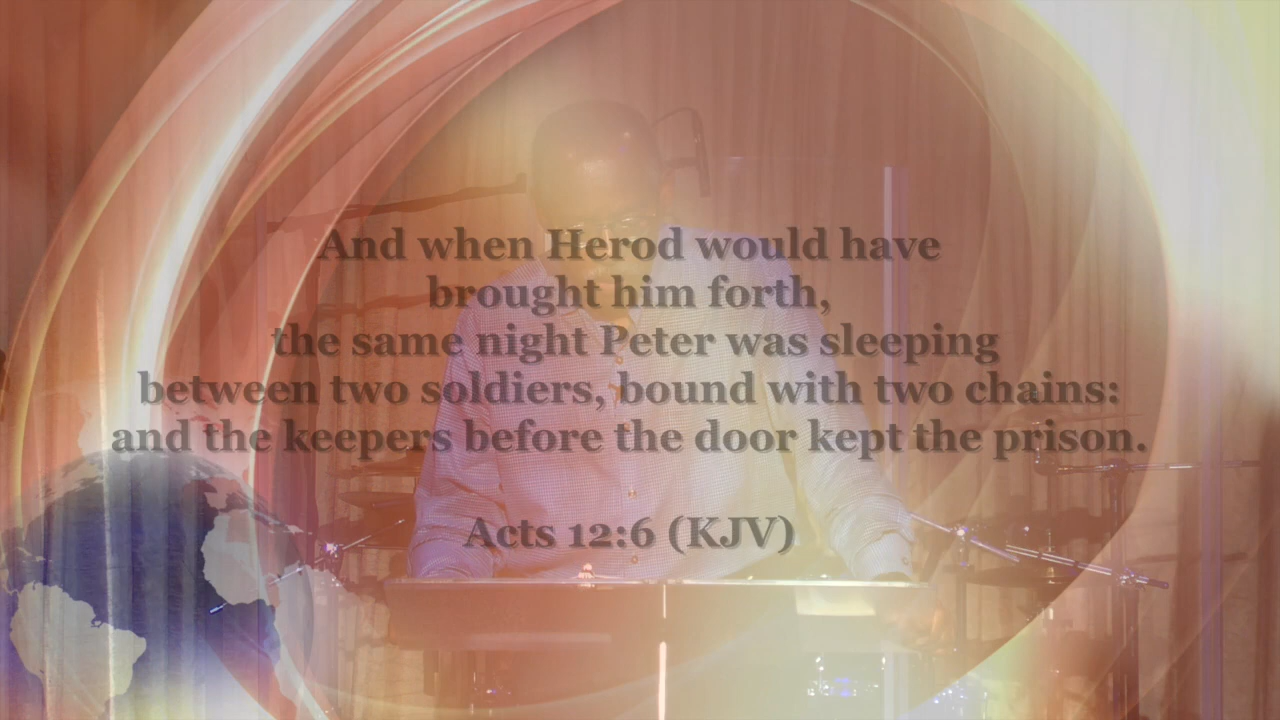 And when Herod would have
brought him forth,
the same night Peter was sleeping
between two soldiers, bound with two chains:
and the keepers before the door kept the prison.
Acts 12:6 (KJV)